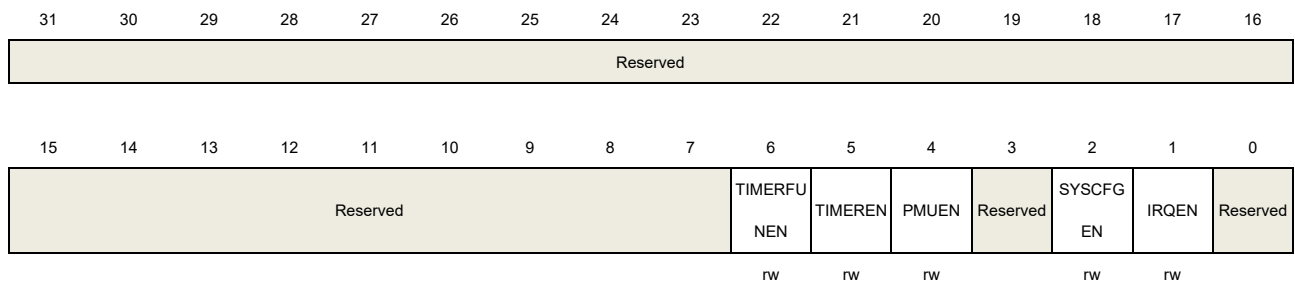 31 30 29 28 27 26 25 24 23 22 21 20 19 18 17 16
Reserved
15 14 13 12 11 10 9 8 7 6 5 4 3 2 1 0
Reserved TIMERFU NEN TIMEREN PMUEN Reserved SYSCFG EN IRQEN Reserved
rw rw rw rw rw